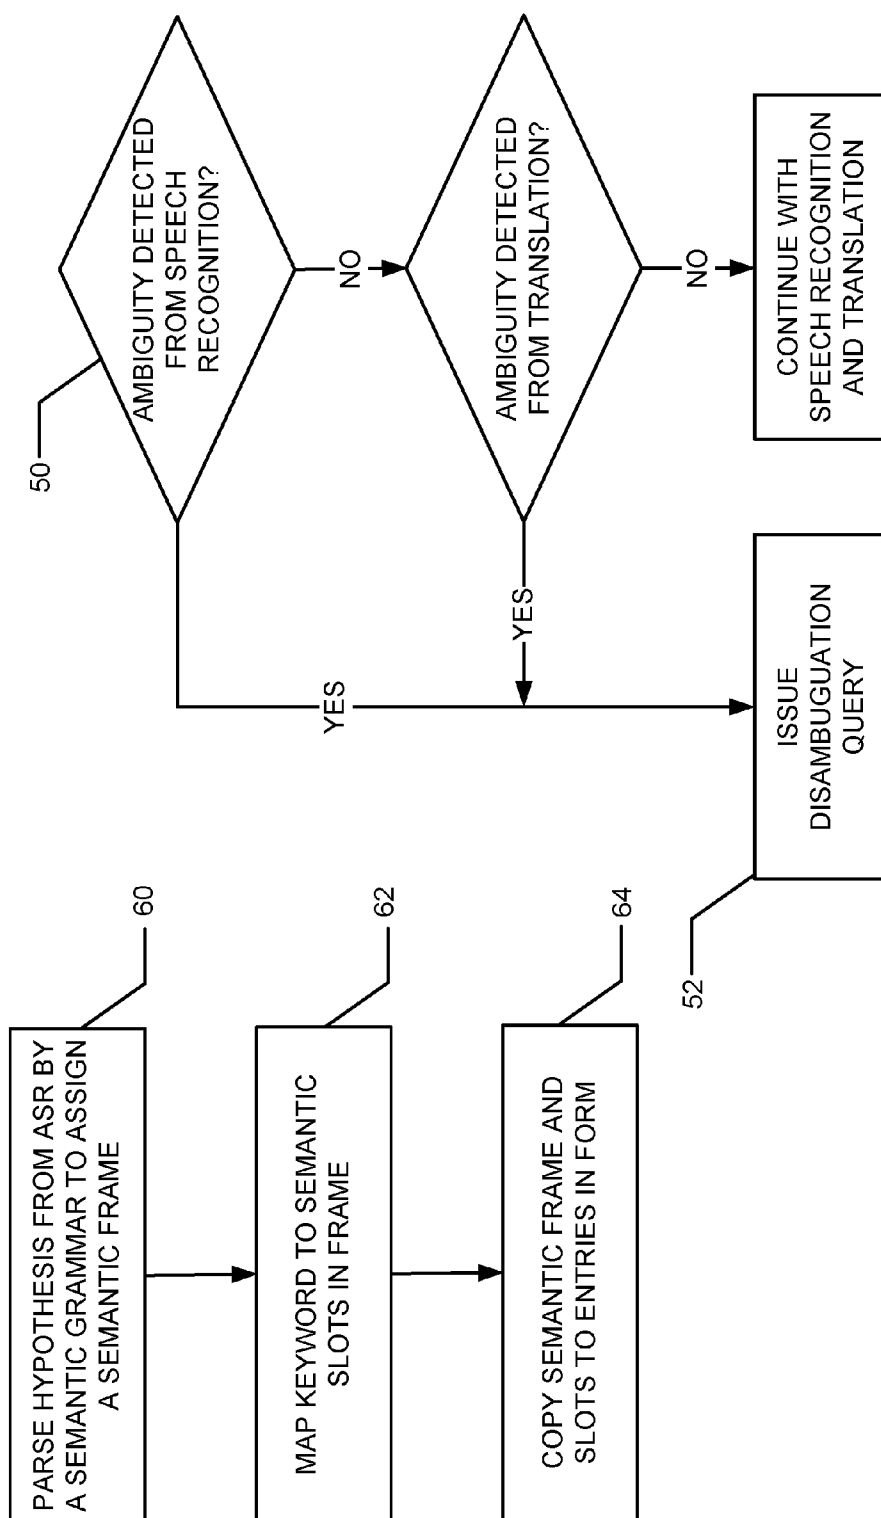 PARSE HYPOTHESIS FROM ASR BY
A SEMANTIC GRAMMAR TO ASSIGN
A SEMANTIC FRAME
60
MAP KEYWORD TO SEMANTIC
SLOTS IN FRAME
62
COPY SEMANTIC FRAME AND
SLOTS TO ENTRIES IN FORM
64
50
AMBIGUITY DETECTED
FROM SPEECH
RECOGNITION?
NO
YES
AMBIGUITY DETECTED
FROM TRANSLATION?
YES
NO
52
ISSUE
DISAMBUGUATION
QUERY
CONTINUE WITH
SPEECH RECOGNITION
AND TRANSLATION